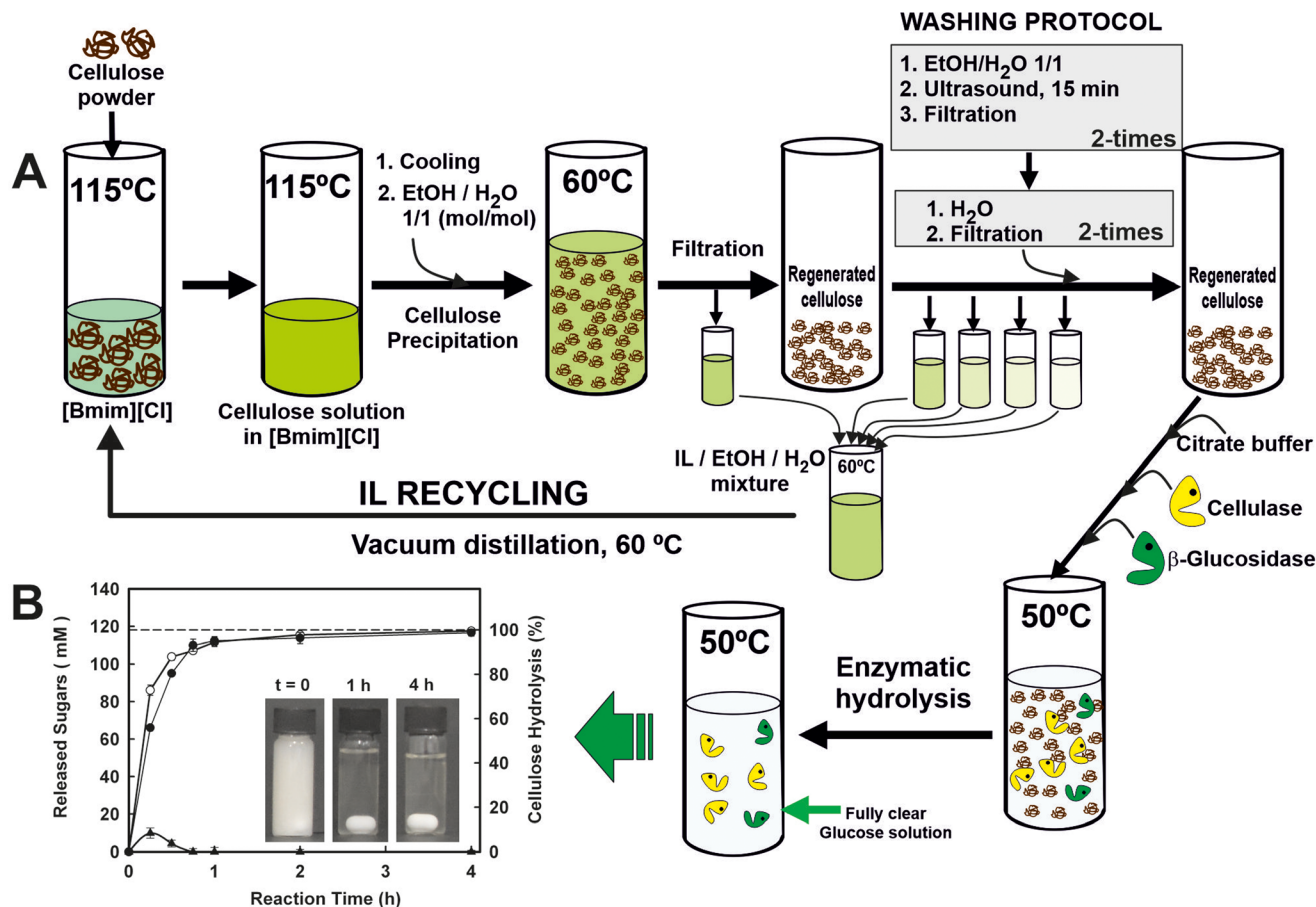 WASHING PROTOCOL
1. EtOH/H₂O 1/1
2. Ultrasound, 15 min
3. Filtration
2-times
1. H₂O
2. Filtration
2-times
Cellulose
powder
A
115ºC
[Bmim][Cl]
115ºC
Cellulose solution
in [Bmim][Cl]
1. Cooling
2. EtOH / H₂O
1/1 (mol/mol)
Cellulose
Precipitation
60ºC
Filtration
Regenerated
cellulose
Regenerated
cellulose
IL / EtOH / H₂O
mixture
60ºC
IL RECYCLING
Vacuum distillation, 60 ºC
Citrate buffer
Cellulase
β-Glucosidase
50ºC
Enzymatic
hydrolysis
50ºC
Fully clear
Glucose solution
B
Released Sugars ( mM )
140
120
100
80
60
40
20
0
t = 0
1 h
4 h
100
80
60
40
20
0
Cellulose Hydrolysis (%)
0
1
2
3
4
Reaction Time (h)